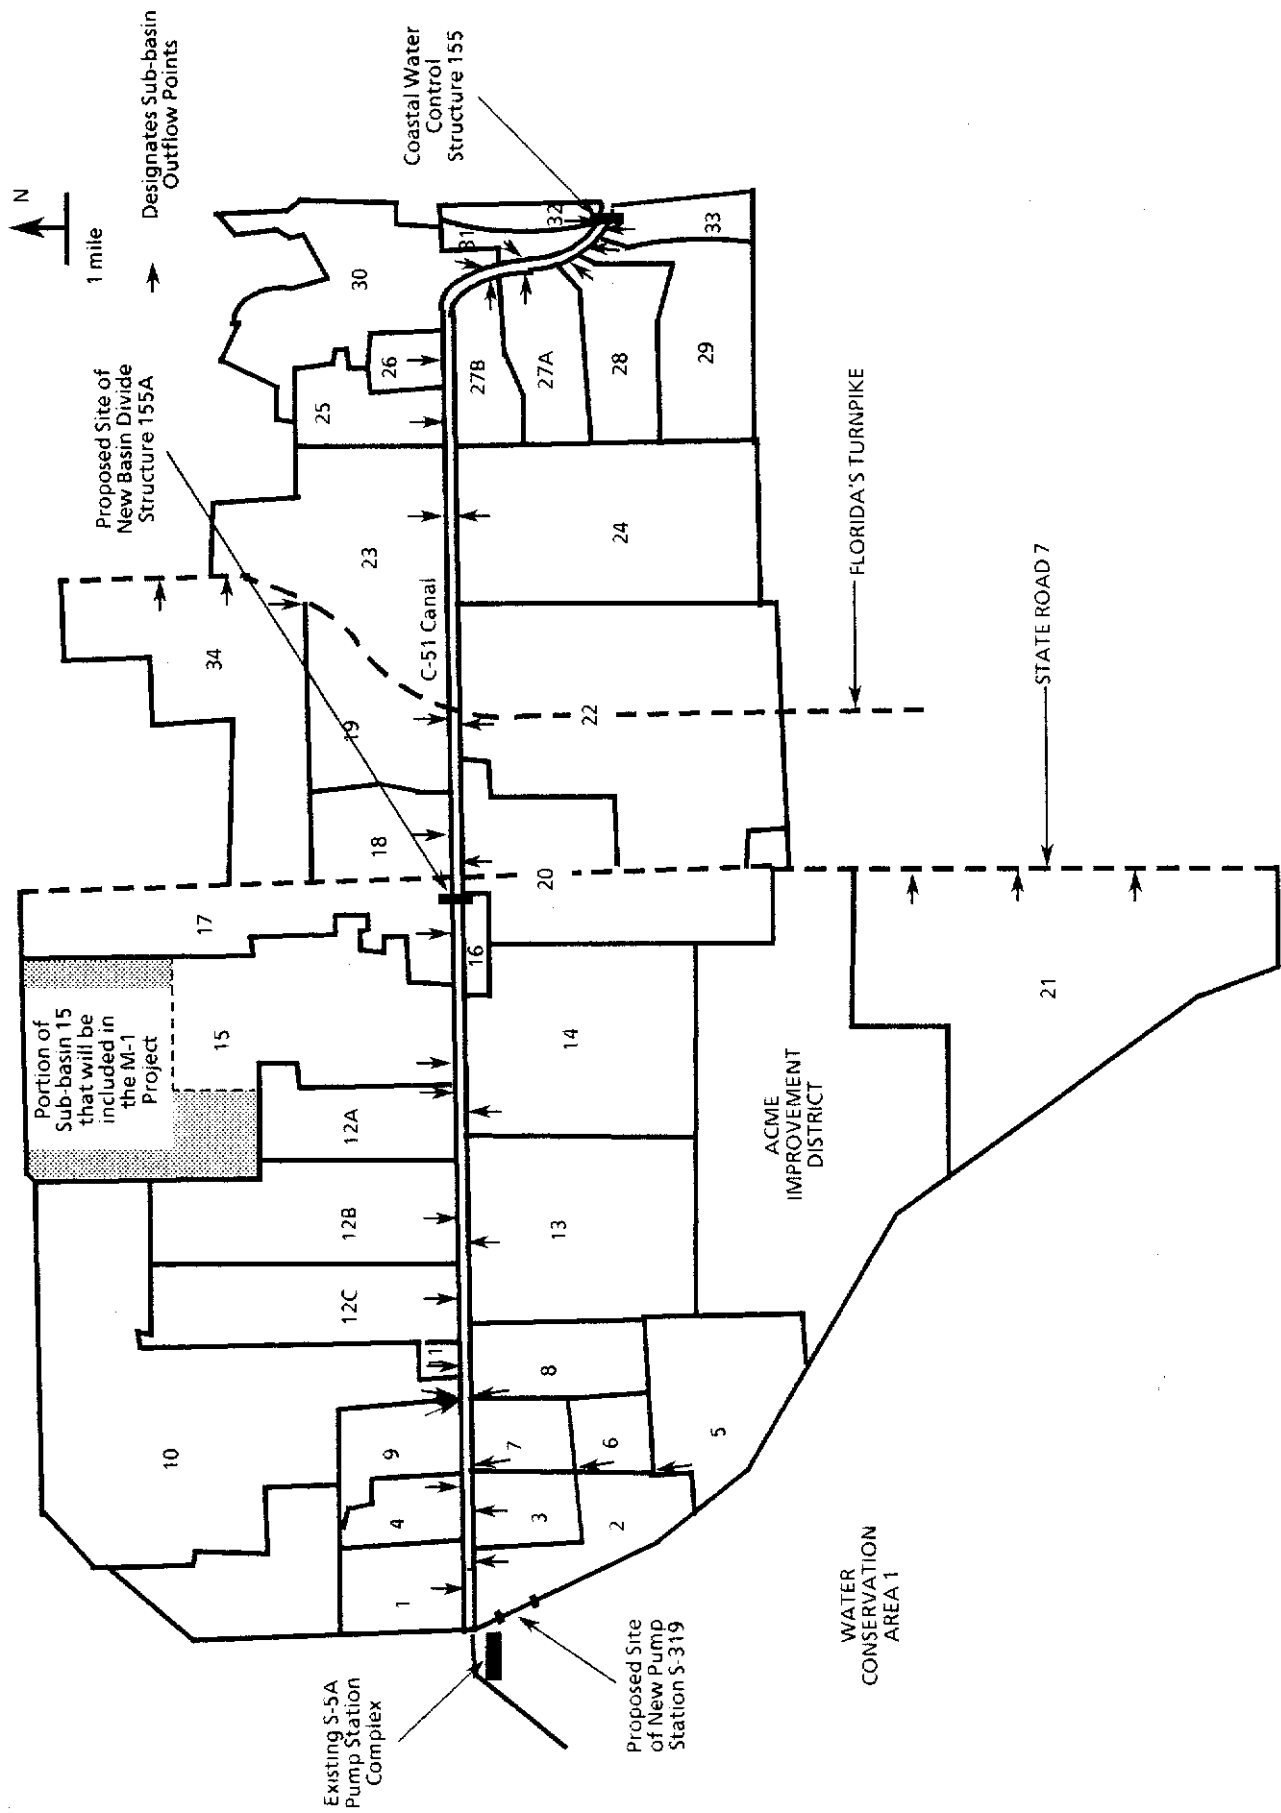 N
1 mile
Designates Sub-basin
Outflow Points
Proposed Site of
New Basin Divide
Structure 155A
Coastal Water
Control
Structure 155
Portion of
Sub-basin 15
that will be
included in
the M-1
Project
Existing S-5A
Pump Station
Complex
Proposed Site
of New Pump
Station S-319
C-51 Canal
FLORIDA'S TURNPIKE
STATE ROAD 7
ACME
IMPROVEMENT
DISTRICT
WATER
CONSERVATION
AREA 1
1
2
3
4
5
6
7
8
9
10
11
12C
12B
12A
13
14
15
16
17
18
19
20
21
22
23
24
25
26
27B
27A
28
29
30
31
32
33
34